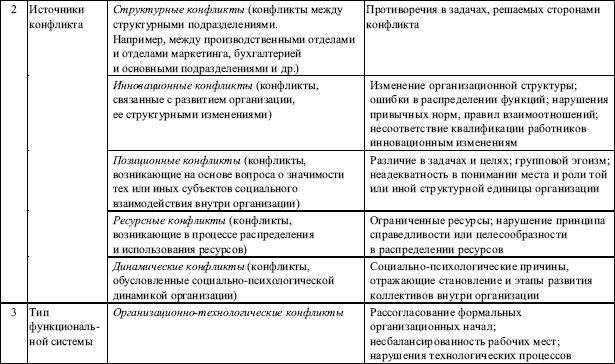 2
Источники
конфликта
Структурные конфликты (конфликты между
структурными подразделениями.
Например, между производственными отделами
и отделами маркетинга, бухгалтерией
и основными подразделениями и др.)
Противоречия в задачах, решаемых сторонами
конфликта
Инновационные конфликты (конфликты,
связанные с развитием организации,
ее структурными изменениями)
Изменение организационной структуры;
ошибки в распределении функций; нарушения
привычных норм, правил взаимоотношений;
несоответствие квалификации работников
инновационным изменениям
Позиционные конфликты (конфликты,
возникающие на основе вопроса о значимости
тех или иных субъектов социального
взаимодействия внутри организации)
Различие в задачах и целях; групповой эгоизм;
неадекватность в понимании места и роли той
или иной структурной единицы организации
Ресурсные конфликты (конфликты,
возникающие в процессе распределения
и использования ресурсов)
Ограниченные ресурсы; нарушение принципа
справедливости или целесообразности
в распределении ресурсов
Динамические конфликты (конфликты,
обусловленные социально-психологической
динамикой организации)
Социально-психологические причины,
отражающие становление и этапы развития
коллективов внутри организации
3
Тип
функциональ-
ной системы
Организационно-технологические конфликты
Рассогласование формальных
организационных начал;
несбалансированность рабочих мест;
нарушения технологических процессов